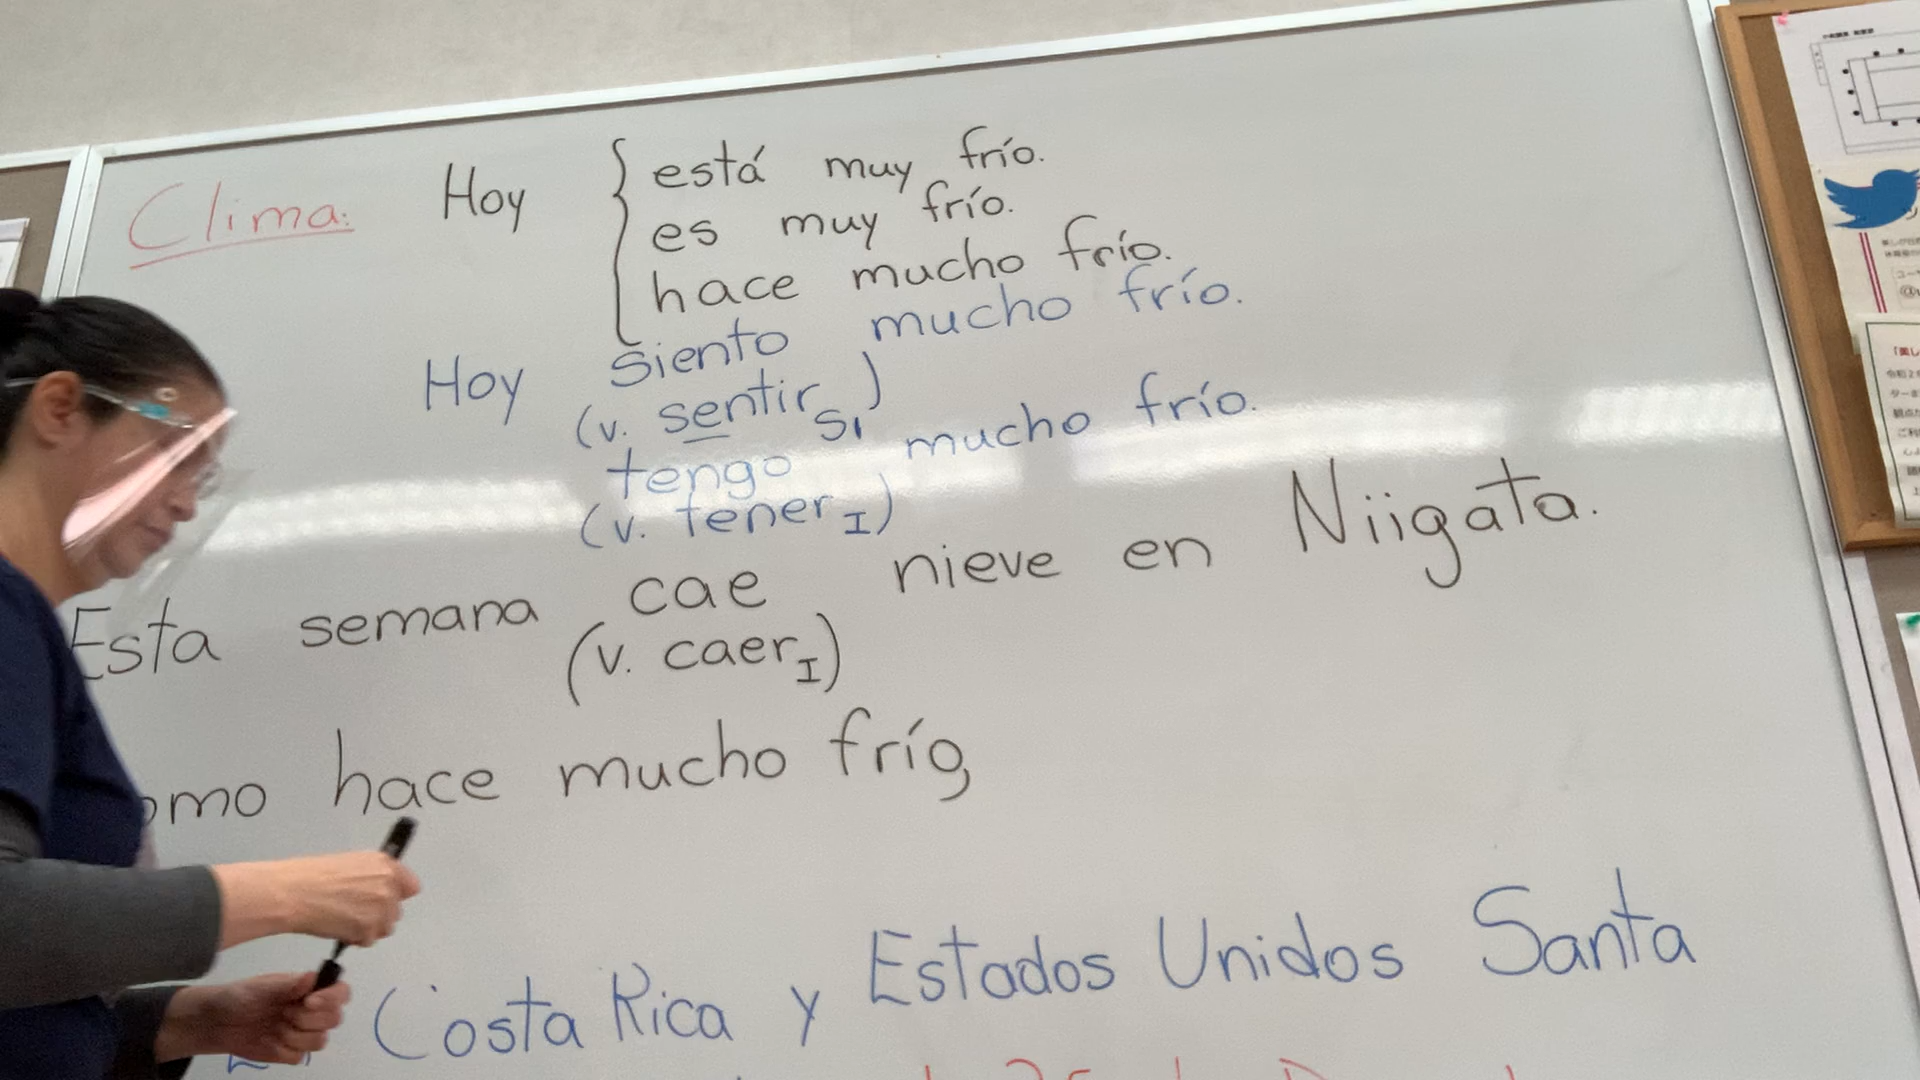 Clima: Hoy
está muy frío.
es muy frío.
hace mucho frío.
Hoy siento mucho frío.
(v. sentir SI)
tengo mucho frío.
(v. tener I)
Esta semana cae nieve en Niigata.
(v. caer I)
omo hace mucho frío,
Costa Rica y Estados Unidos Santa